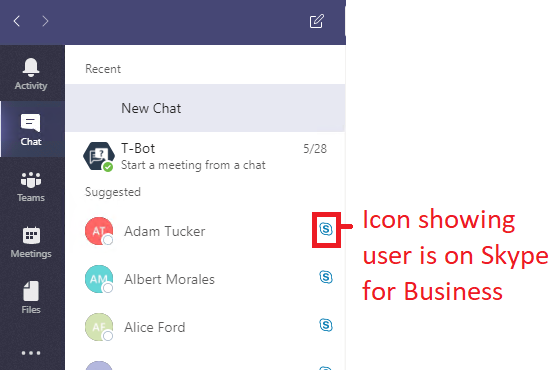 Recent
Activity
New Chat
Chat
T-Bot 5/28
Start a meeting from a chat
Suggested
Teams
AT Adam Tucker S
Meetings
AM Albert Morales S
Files
AF Alice Ford S
Icon showing
user is on Skype
for Business